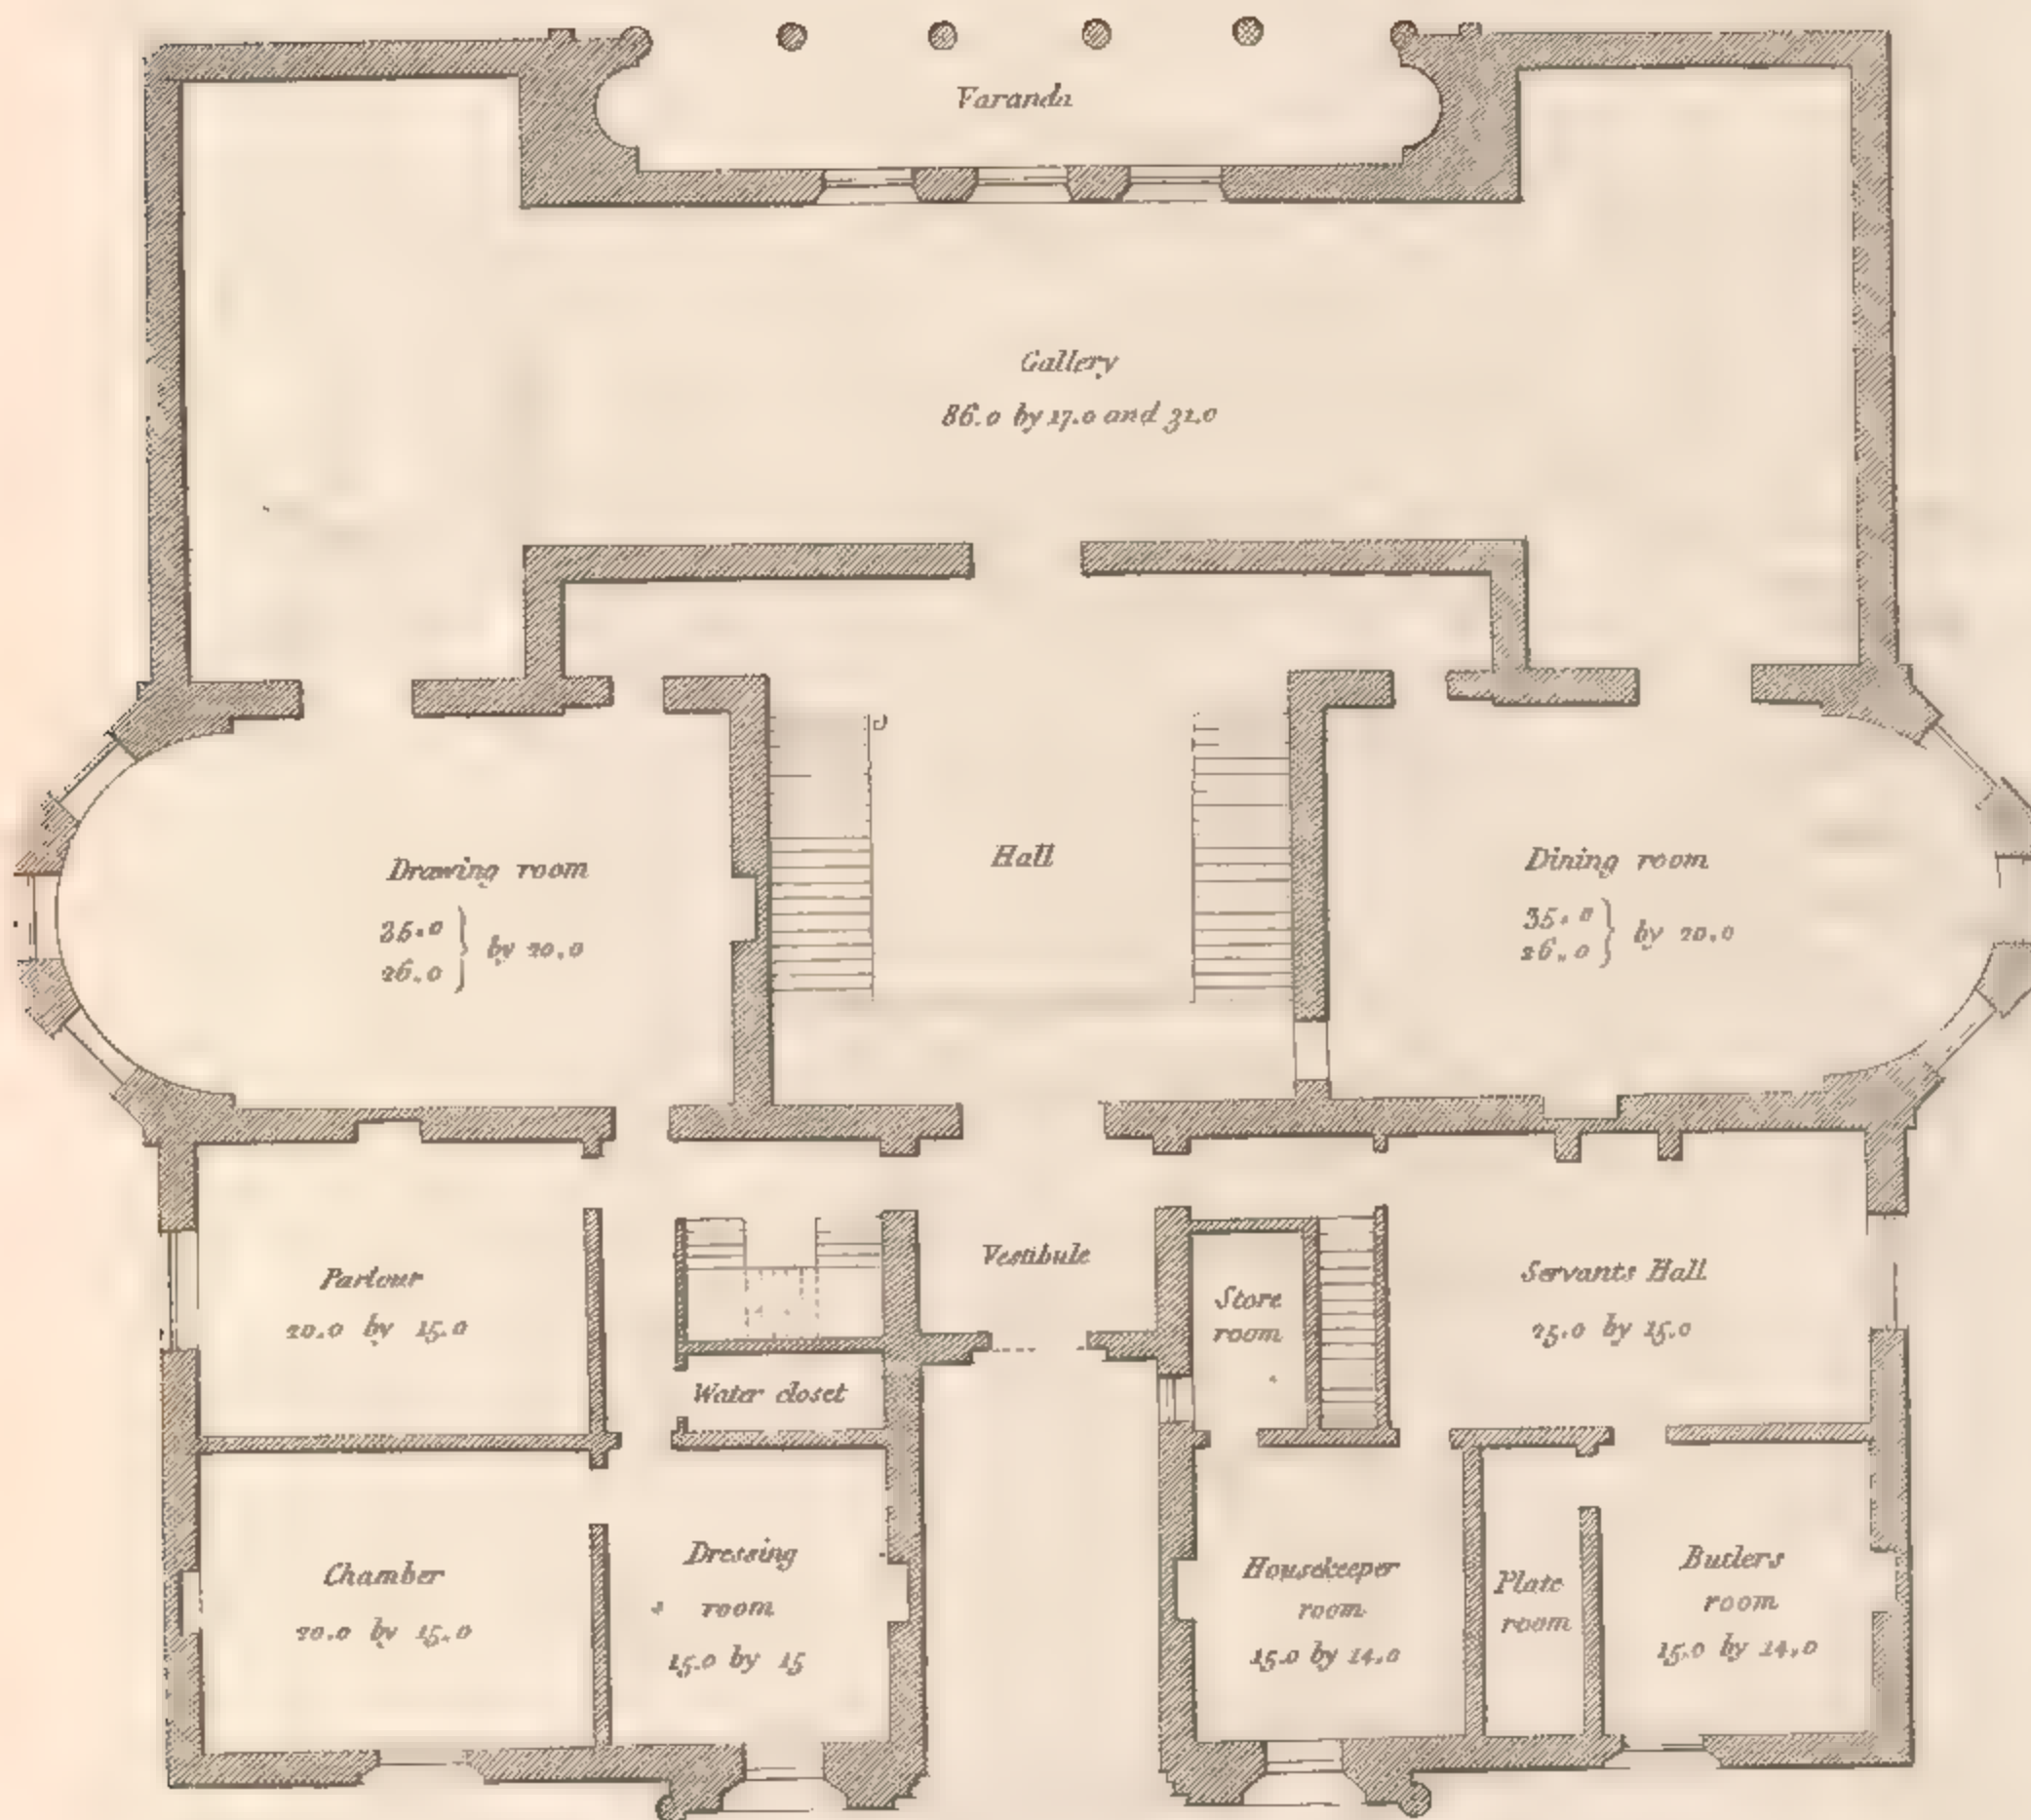 Varanda
Gallery
86.0 by 17.0 and 31.0
Drawing room
35.0
26.0 } by 20.0
Hall
Dining room
35.0
26.0 } by 20.0
Parlour
20.0 by 15.0
Vestibule
Store
room
Servants Hall
25.0 by 15.0
Water closet
Chamber
20.0 by 15.0
Dressing
room
15.0 by 15
Housekeeper
room
15.0 by 14.0
Plate
room
Butlers
room
15.0 by 14.0